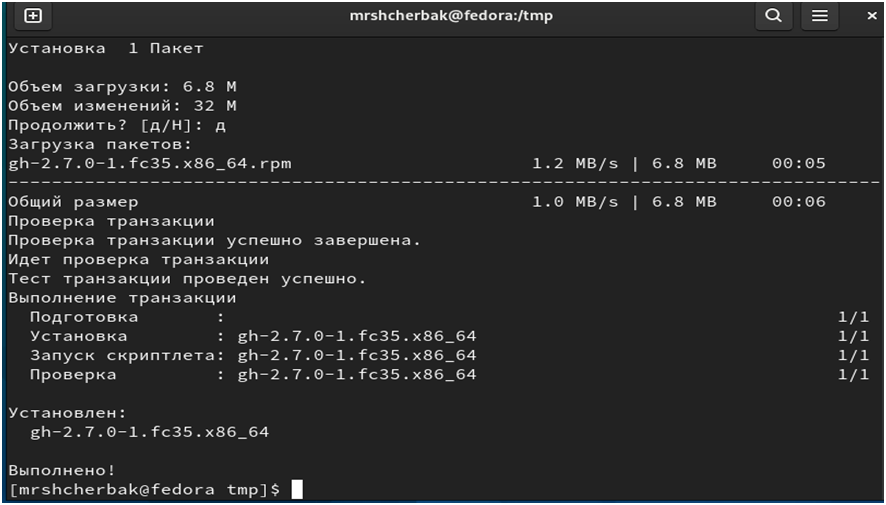 mrshcherbak@fedora:/tmp
Установка  1 Пакет
Объем загрузки: 6.8 M
Объем изменений: 32 M
Продолжить? [д/Н]: д
Загрузка пакетов:
gh-2.7.0-1.fc35.x86_64.rpm                      1.2 MB/s | 6.8 MB     00:05
--------------------------------------------------------------------------------
Общий размер                                    1.0 MB/s | 6.8 MB     00:06
Проверка транзакции
Проверка транзакции успешно завершена.
Идет проверка транзакции
Тест транзакции проведен успешно.
Выполнение транзакции
  Подготовка       :                                                        1/1
  Установка        : gh-2.7.0-1.fc35.x86_64                                 1/1
  Запуск скриптлета: gh-2.7.0-1.fc35.x86_64                                 1/1
  Проверка         : gh-2.7.0-1.fc35.x86_64                                 1/1
Установлен:
  gh-2.7.0-1.fc35.x86_64
Выполнено!
[mrshcherbak@fedora tmp]$